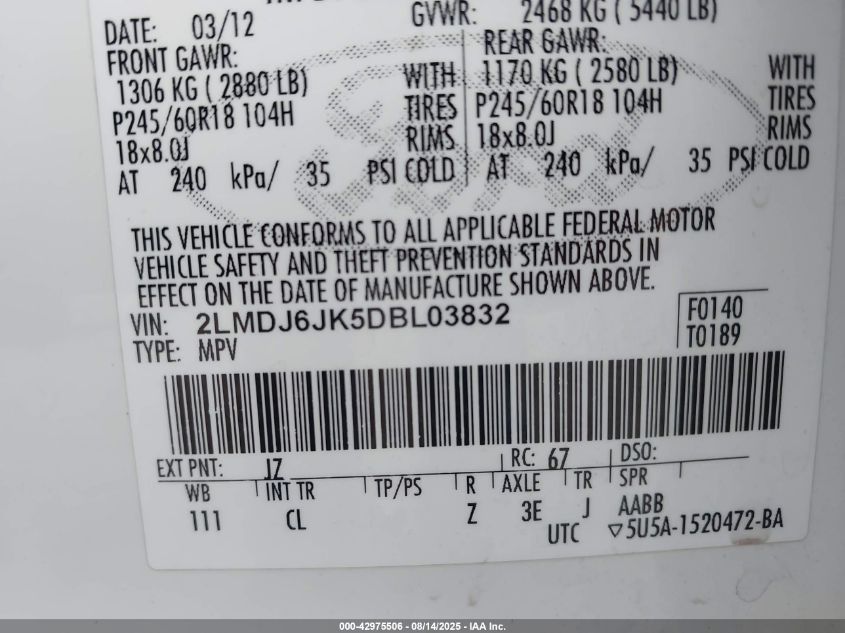 GVWR: 2468 KG ( 5440 LB)
DATE: 03/12
FRONT GAWR: REAR GAWR:
1306 KG ( 2880 LB) WITH 1170 KG ( 2580 LB) WITH
P245/60R18 104H TIRES P245/60R18 104H TIRES
18x8.0J RIMS 18x8.0J RIMS
AT 240 kPa/ 35 PSI COLD AT 240 kPa/ 35 PSI COLD
THIS VEHICLE CONFORMS TO ALL APPLICABLE FEDERAL MOTOR
VEHICLE SAFETY AND THEFT PREVENTION STANDARDS IN
EFFECT ON THE DATE OF MANUFACTURE SHOWN ABOVE.
VIN: 2LMDJ6JK5DBL03832 F0140
TYPE: MPV T0189
EXT PNT: JZ RC: 67 DSO:
WB INT TR TP/PS R AXLE TR SPR
111 CL Z 3E J AABB
UTC ▽5U5A-1520472-BA
000-42975506 - 08/14/2025 - IAA Inc.